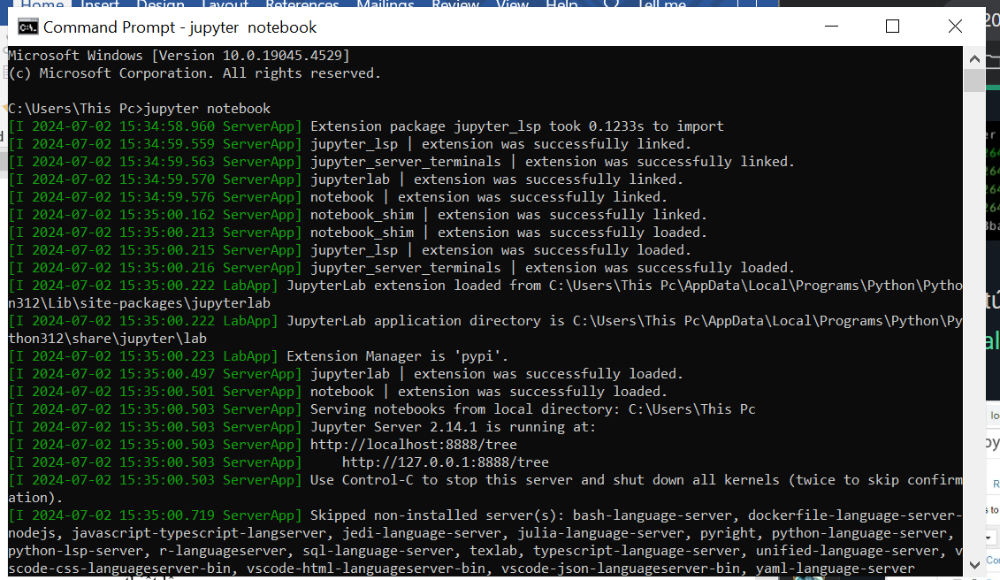 Home Insert Design Layout References Mailings Review View Help Tell me
Command Prompt - jupyter notebook
Microsoft Windows [Version 10.0.19045.4529]
(c) Microsoft Corporation. All rights reserved.
C:\Users\This Pc>jupyter notebook
[I 2024-07-02 15:34:58.960 ServerApp] Extension package jupyter_lsp took 0.1233s to import
[I 2024-07-02 15:34:59.559 ServerApp] jupyter_lsp | extension was successfully linked.
[I 2024-07-02 15:34:59.563 ServerApp] jupyter_server_terminals | extension was successfully linked.
[I 2024-07-02 15:34:59.570 ServerApp] jupyterlab | extension was successfully linked.
[I 2024-07-02 15:34:59.576 ServerApp] notebook | extension was successfully linked.
[I 2024-07-02 15:35:00.162 ServerApp] notebook_shim | extension was successfully linked.
[I 2024-07-02 15:35:00.213 ServerApp] notebook_shim | extension was successfully loaded.
[I 2024-07-02 15:35:00.215 ServerApp] jupyter_lsp | extension was successfully loaded.
[I 2024-07-02 15:35:00.216 ServerApp] jupyter_server_terminals | extension was successfully loaded.
[I 2024-07-02 15:35:00.222 LabApp] JupyterLab extension loaded from C:\Users\This Pc\AppData\Local\Programs\Python\Pytho
n312\Lib\site-packages\jupyterlab
[I 2024-07-02 15:35:00.222 LabApp] JupyterLab application directory is C:\Users\This Pc\AppData\Local\Programs\Python\Py
thon312\share\jupyter\lab
[I 2024-07-02 15:35:00.223 LabApp] Extension Manager is 'pypi'.
[I 2024-07-02 15:35:00.497 ServerApp] jupyterlab | extension was successfully loaded.
[I 2024-07-02 15:35:00.501 ServerApp] notebook | extension was successfully loaded.
[I 2024-07-02 15:35:00.503 ServerApp] Serving notebooks from local directory: C:\Users\This Pc
[I 2024-07-02 15:35:00.503 ServerApp] Jupyter Server 2.14.1 is running at:
[I 2024-07-02 15:35:00.503 ServerApp] http://localhost:8888/tree
[I 2024-07-02 15:35:00.503 ServerApp]     http://127.0.0.1:8888/tree
[I 2024-07-02 15:35:00.503 ServerApp] Use Control-C to stop this server and shut down all kernels (twice to skip confirm
ation).
[I 2024-07-02 15:35:00.719 ServerApp] Skipped non-installed server(s): bash-language-server, dockerfile-language-server-
nodejs, javascript-typescript-langserver, jedi-language-server, julia-language-server, pyright, python-language-server,
python-lsp-server, r-languageserver, sql-language-server, texlab, typescript-language-server, unified-language-server, v
scode-css-languageserver-bin, vscode-html-languageserver-bin, vscode-json-languageserver-bin, yaml-language-server